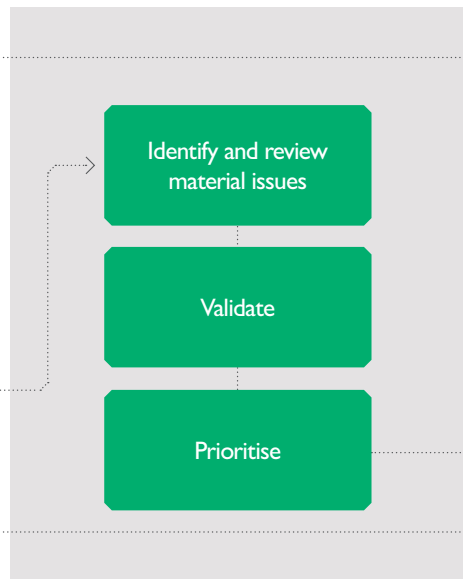 Identify and review
material issues
Validate
Prioritise